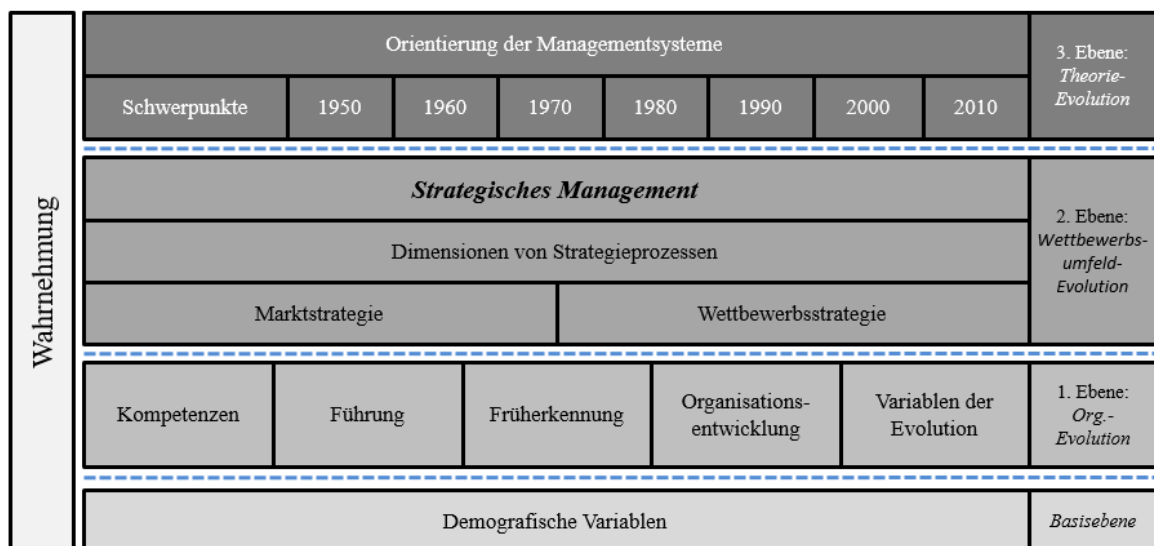 Wahrnehmung
Orientierung der Managementsysteme
Schwerpunkte 1950 1960 1970 1980 1990 2000 2010
3. Ebene:
Theorie-
Evolution
Strategisches Management
Dimensionen von Strategieprozessen
Marktstrategie Wettbewerbsstrategie
2. Ebene:
Wettbewerbs-
umfeld-
Evolution
Kompetenzen
Führung
Früherkennung
Organisations-
entwicklung
Variablen der
Evolution
1. Ebene:
Org.-
Evolution
Demografische Variablen
Basisebene